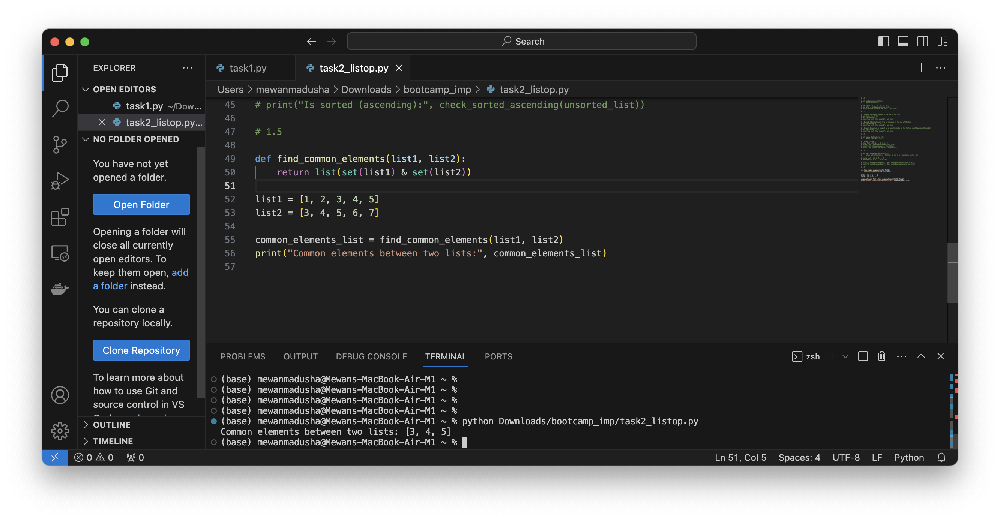 Search
EXPLORER
OPEN EDITORS
task1.py ~/Dow...
task2_listop.py...
NO FOLDER OPENED
You have not yet
opened a folder.
Open Folder
Opening a folder will
close all currently
open editors. To
keep them open, add
a folder instead.
You can clone a
repository locally.
Clone Repository
To learn more about
how to use Git and
source control in VS
OUTLINE
TIMELINE
task1.py
task2_listop.py
Users > mewanmadusha > Downloads > bootcamp_imp > task2_listop.py
45 # print("Is sorted (ascending):", check_sorted_ascending(unsorted_list))
46
47 # 1.5
48
49 def find_common_elements(list1, list2):
50     return list(set(list1) & set(list2))
51
52 list1 = [1, 2, 3, 4, 5]
53 list2 = [3, 4, 5, 6, 7]
54
55 common_elements_list = find_common_elements(list1, list2)
56 print("Common elements between two lists:", common_elements_list)
57
PROBLEMS OUTPUT DEBUG CONSOLE TERMINAL PORTS
zsh
(base) mewanmadusha@Mewans-MacBook-Air-M1 ~ %
(base) mewanmadusha@Mewans-MacBook-Air-M1 ~ %
(base) mewanmadusha@Mewans-MacBook-Air-M1 ~ %
(base) mewanmadusha@Mewans-MacBook-Air-M1 ~ %
(base) mewanmadusha@Mewans-MacBook-Air-M1 ~ % python Downloads/bootcamp_imp/task2_listop.py
Common elements between two lists: [3, 4, 5]
(base) mewanmadusha@Mewans-MacBook-Air-M1 ~ %
0 0 0
Ln 51, Col 5 Spaces: 4 UTF-8 LF Python